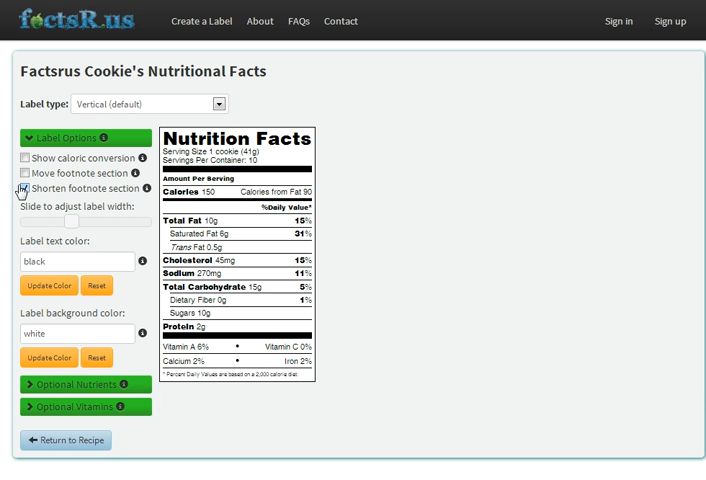 factsR.us
Create a Label About FAQs Contact Sign in Sign up
Factsrus Cookie's Nutritional Facts
Label type: Vertical (default)
Label Options
Show caloric conversion
Move footnote section
Shorten footnote section
Slide to adjust label width:
Label text color:
black
Update Color Reset
Label background color:
white
Update Color Reset
Optional Nutrients
Optional Vitamins
Return to Recipe
Nutrition Facts
Serving Size 1 cookie (41g)
Servings Per Container: 10
Amount Per Serving
Calories 150 Calories from Fat 90
%Daily Value*
Total Fat 10g 15%
Saturated Fat 6g 31%
Trans Fat 0.5g
Cholesterol 45mg 15%
Sodium 270mg 11%
Total Carbohydrate 15g 5%
Dietary Fiber 0g 1%
Sugars 10g
Protein 2g
Vitamin A 6% • Vitamin C 0%
Calcium 2% • Iron 2%
* Percent Daily Values are based on a 2,000 calorie diet.